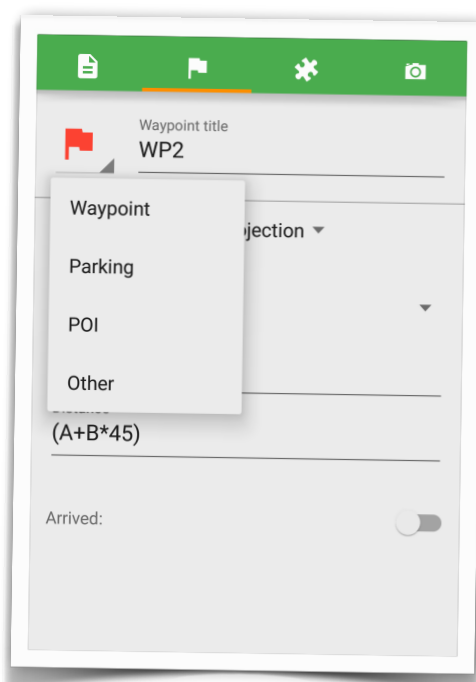 Waypoint title
WP2
Waypoint
jection
Parking
POI
Other
(A+B*45)
Arrived: